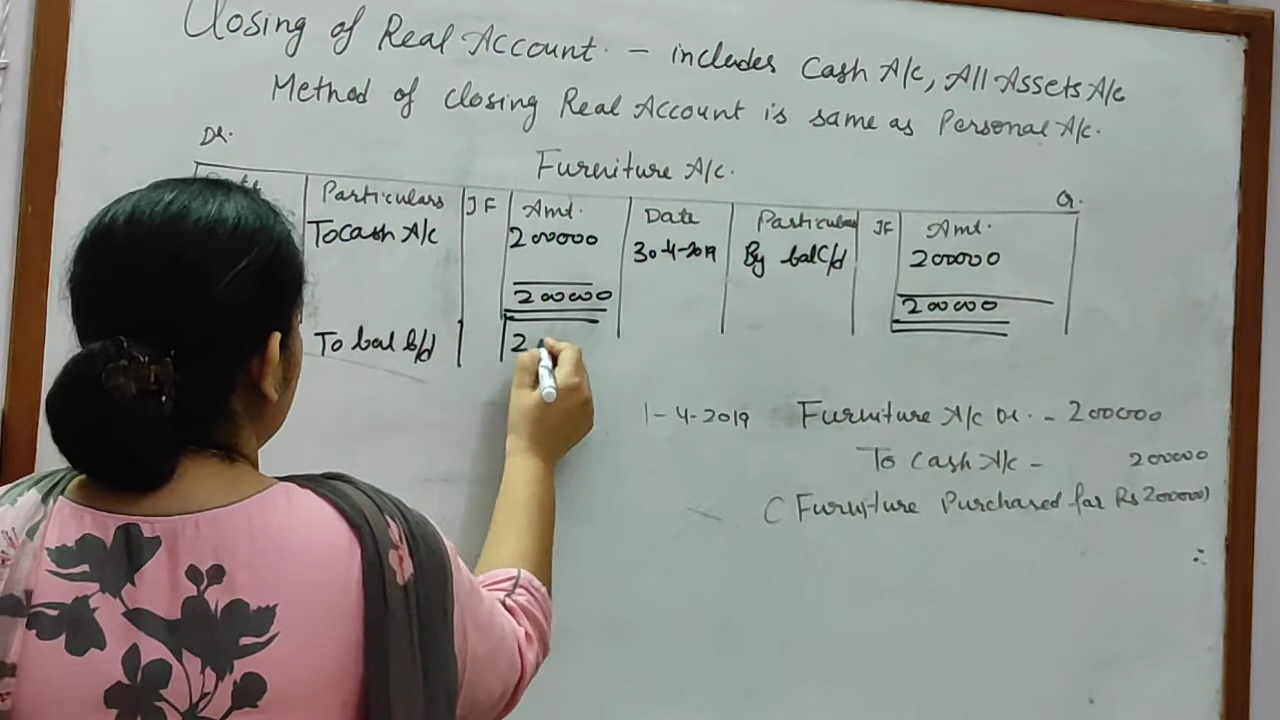 Closing of Real Account. - includes Cash A/c, All Assets A/c
Method of closing Real Account is same as Personal A/c.
Dr. Cr.
Furniture A/c.
Particulars JF Amt. Date Particulars JF Amt.
To cash A/c 200000 30-4-2019 By bal C/d 200000
200000 200000
To bal b/d 2
1-4-2019 Furniture A/c Dr. - 200000
To Cash A/c - 200000
(Furniture Purchased for Rs 200000)